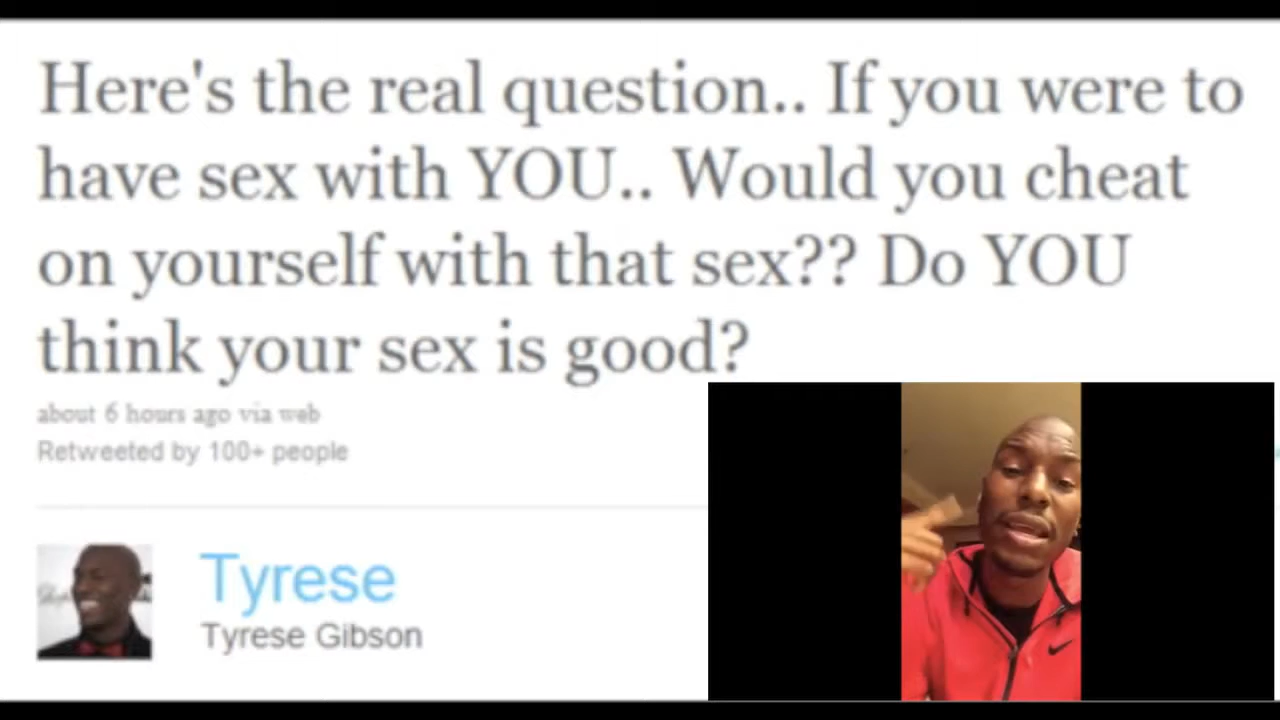 Here's the real question.. If you were to
have sex with YOU.. Would you cheat
on yourself with that sex?? Do YOU
think your sex is good?
about 6 hours ago via web
Retweeted by 100+ people
Tyrese
Tyrese Gibson